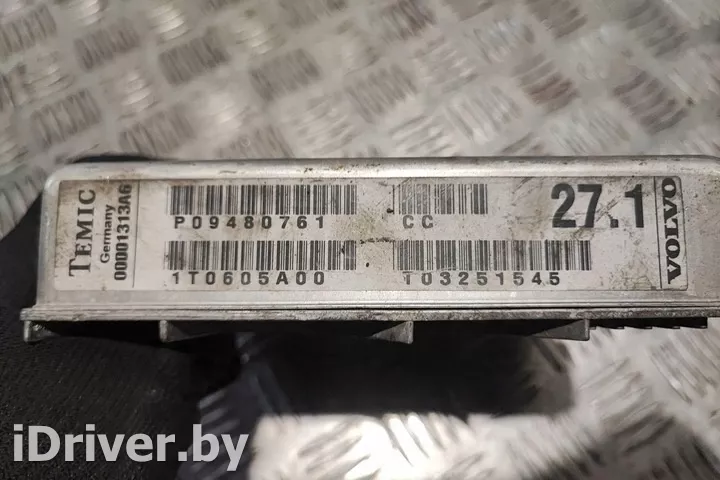 TEMIC
Germany
00001313A6
P09480761
CC
27.1
VOLVO
1T0605A00
T03251545
iDriver.by